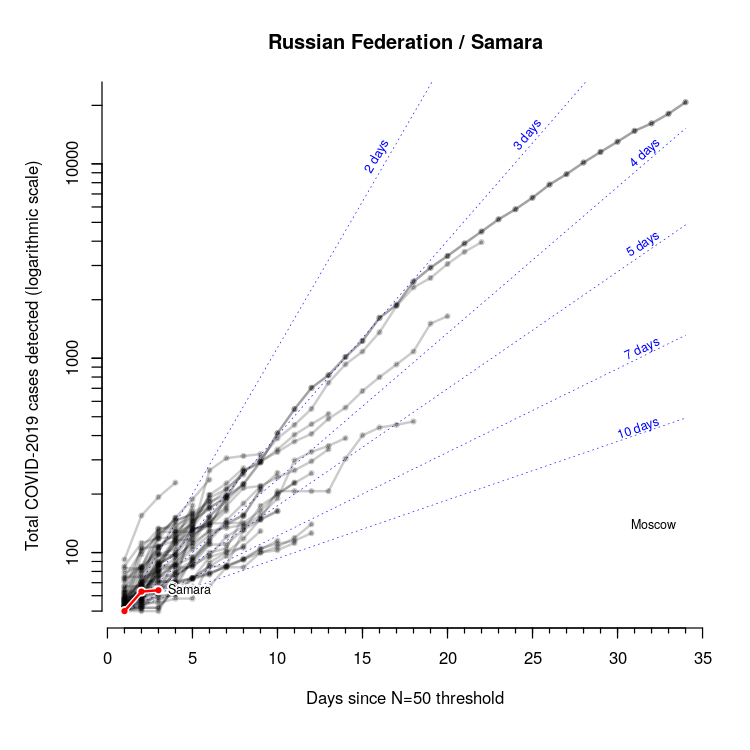 Russian Federation / Samara
Total COVID-2019 cases detected (logarithmic scale)
10000
1000
100
2 days
3 days
4 days
5 days
7 days
10 days
Moscow
Samara
0 5 10 15 20 25 30 35
Days since N=50 threshold